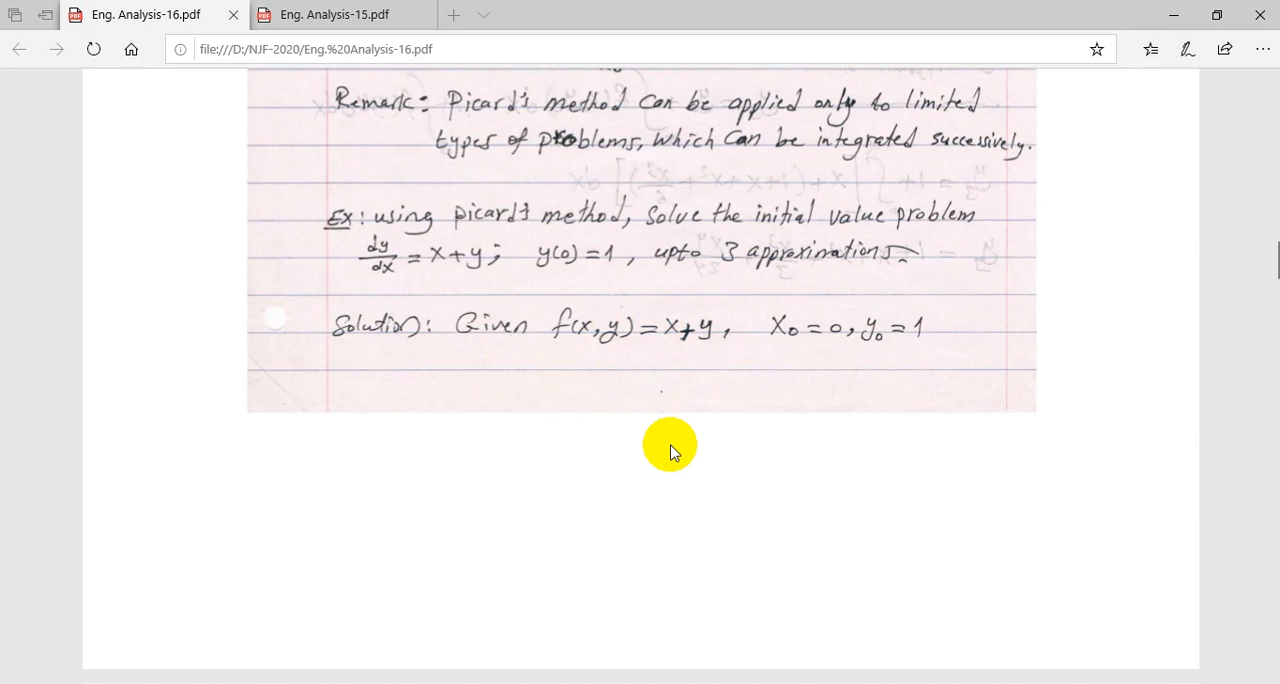 Eng. Analysis-16.pdf
Eng. Analysis-15.pdf
file:///D:/NJF-2020/Eng.%20Analysis-16.pdf
Remark: Picard's method can be applied only to limited
types of problems, which can be integrated successively.
Ex: using picard's method, solve the initial value problem
dy/dx = x+y; y(0)=1, upto 3 approximations.
Solution: Given f(x,y)=x+y, x₀=0, y₀=1